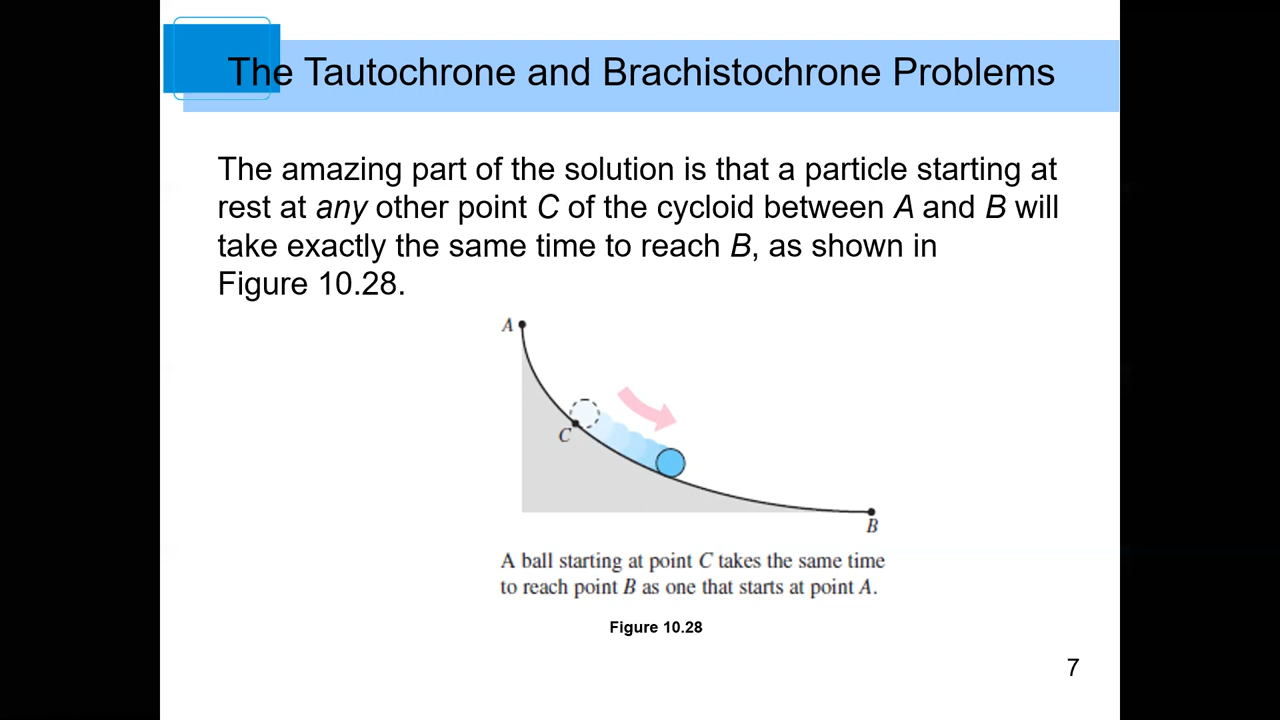 The Tautochrone and Brachistochrone Problems
The amazing part of the solution is that a particle starting at
rest at any other point C of the cycloid between A and B will
take exactly the same time to reach B, as shown in
Figure 10.28.
A
C
B
A ball starting at point C takes the same time
to reach point B as one that starts at point A.
Figure 10.28
7